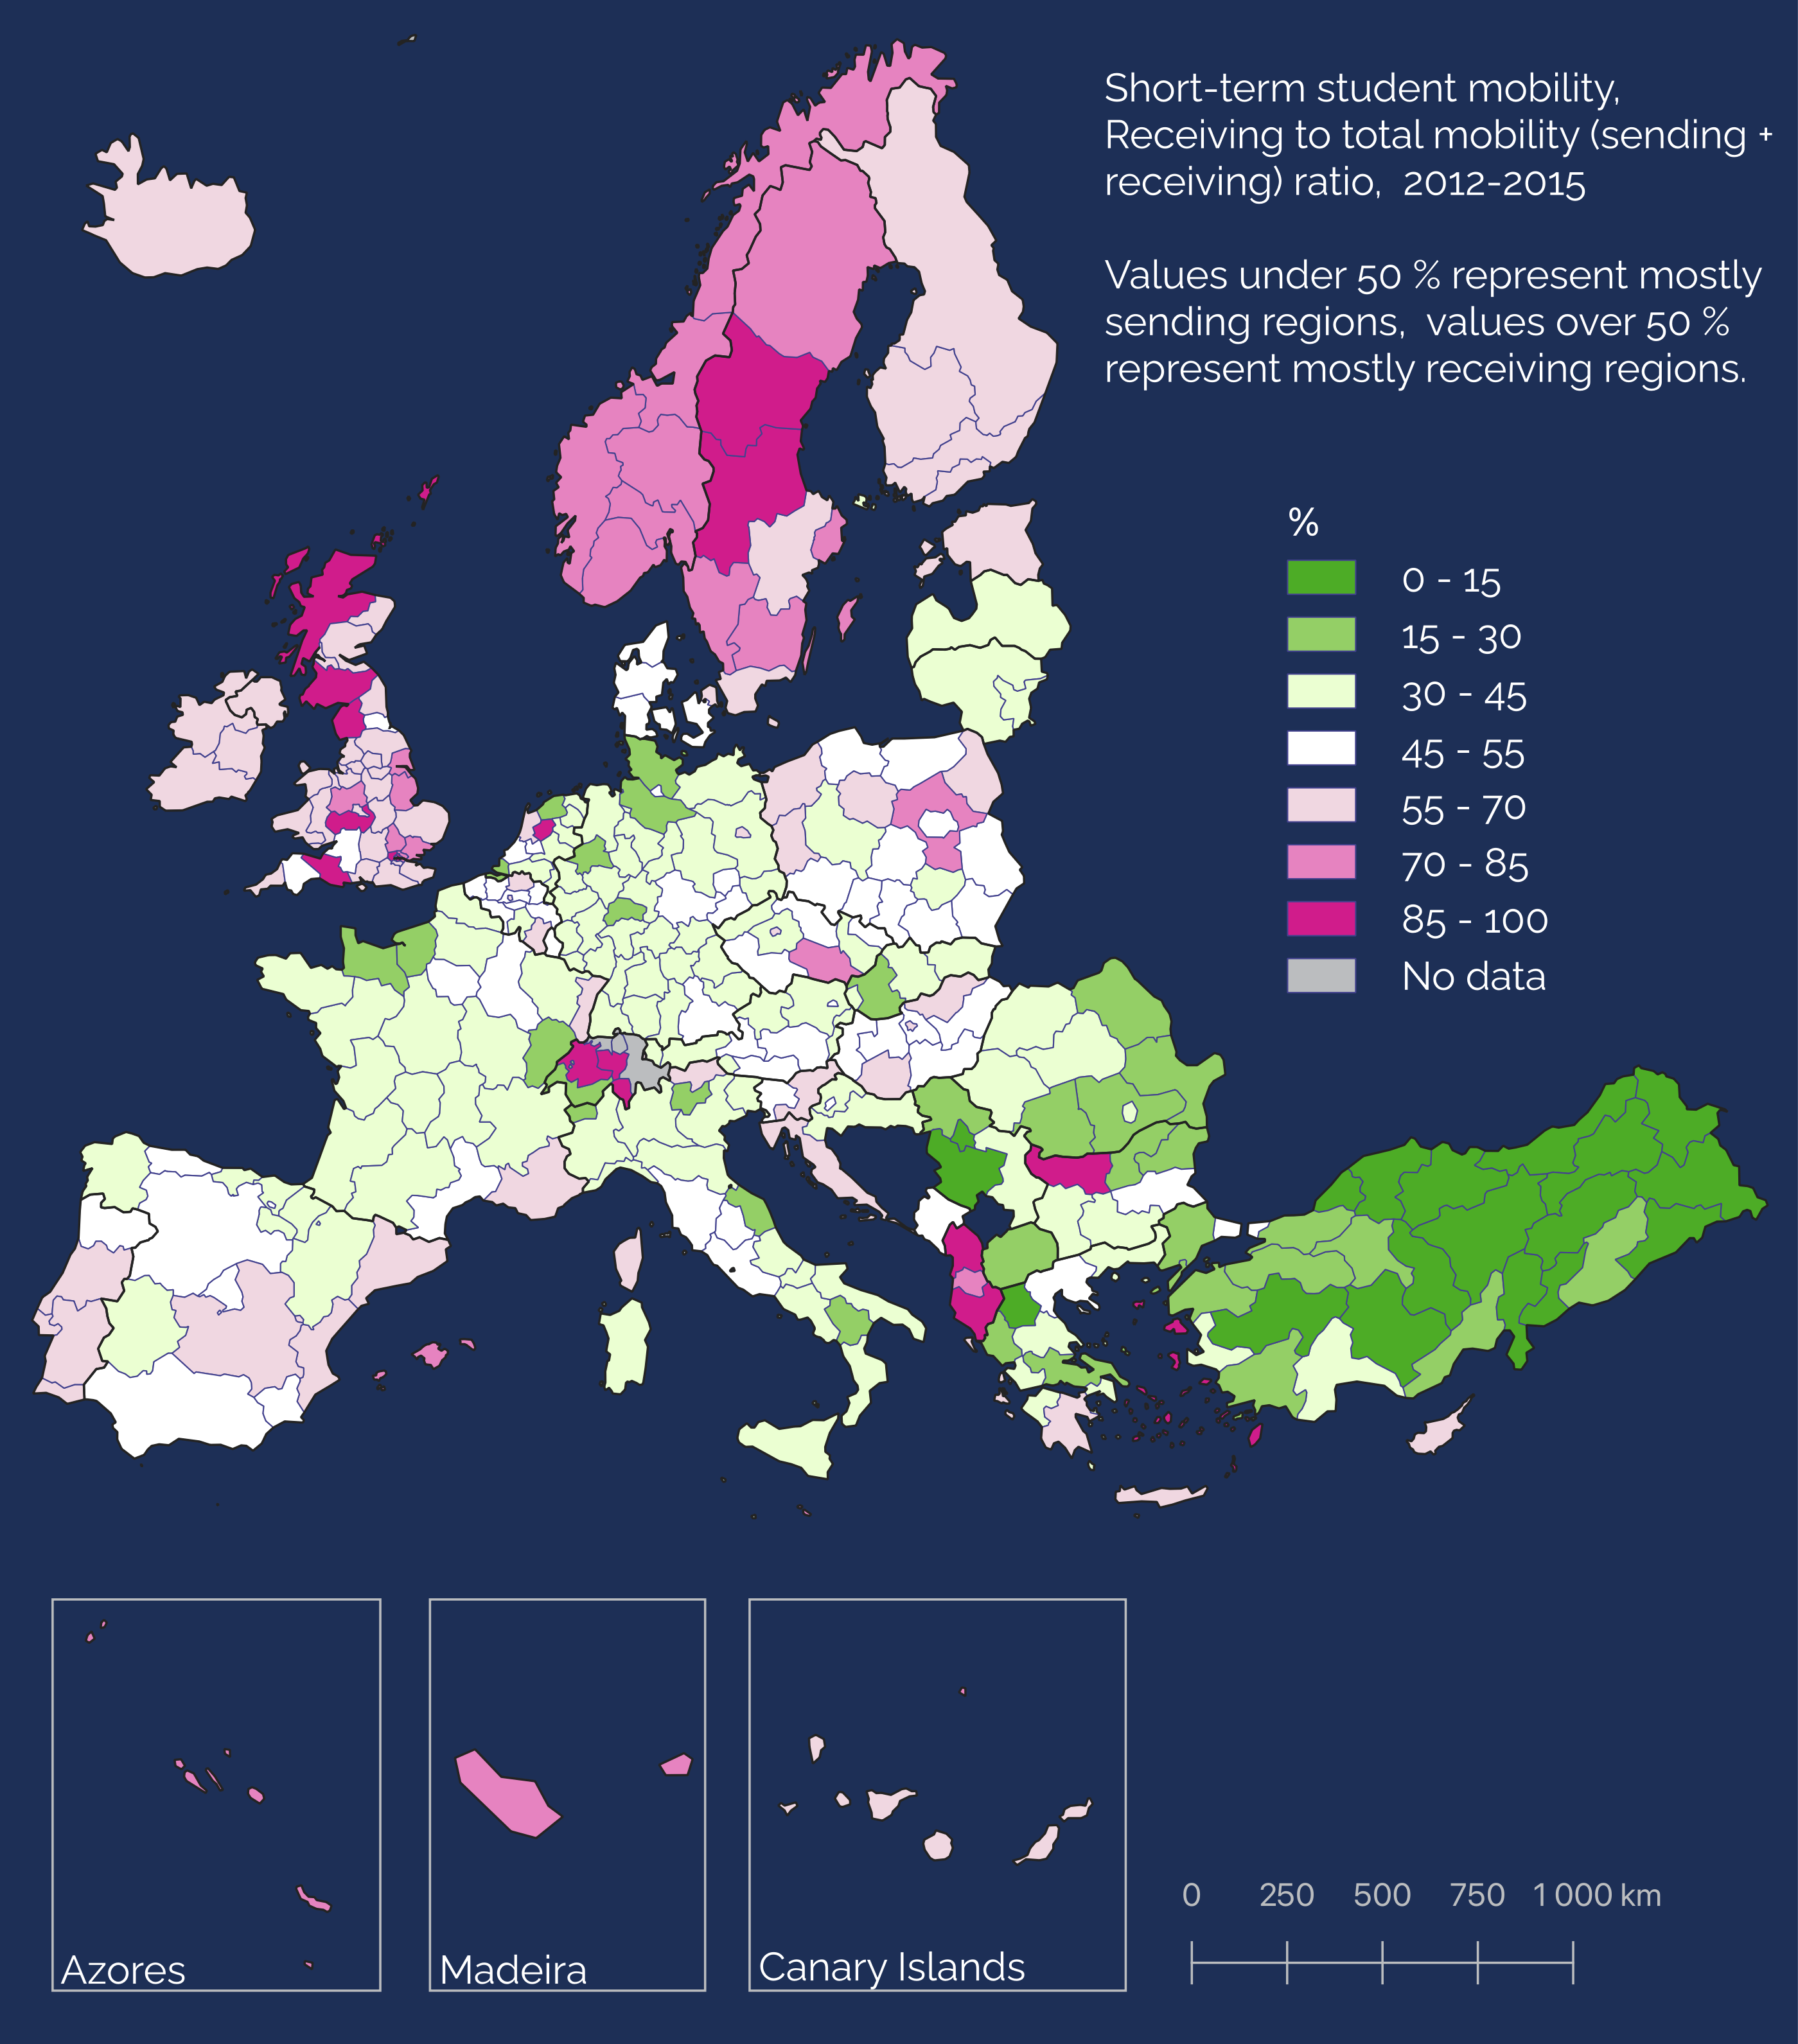 Short-term student mobility,
Receiving to total mobility (sending +
receiving) ratio, 2012-2015
Values under 50 % represent mostly
sending regions, values over 50 %
represent mostly receiving regions.
%
0 - 15
15 - 30
30 - 45
45 - 55
55 - 70
70 - 85
85 - 100
No data
Azores
Madeira
Canary Islands
0 250 500 750 1 000 km